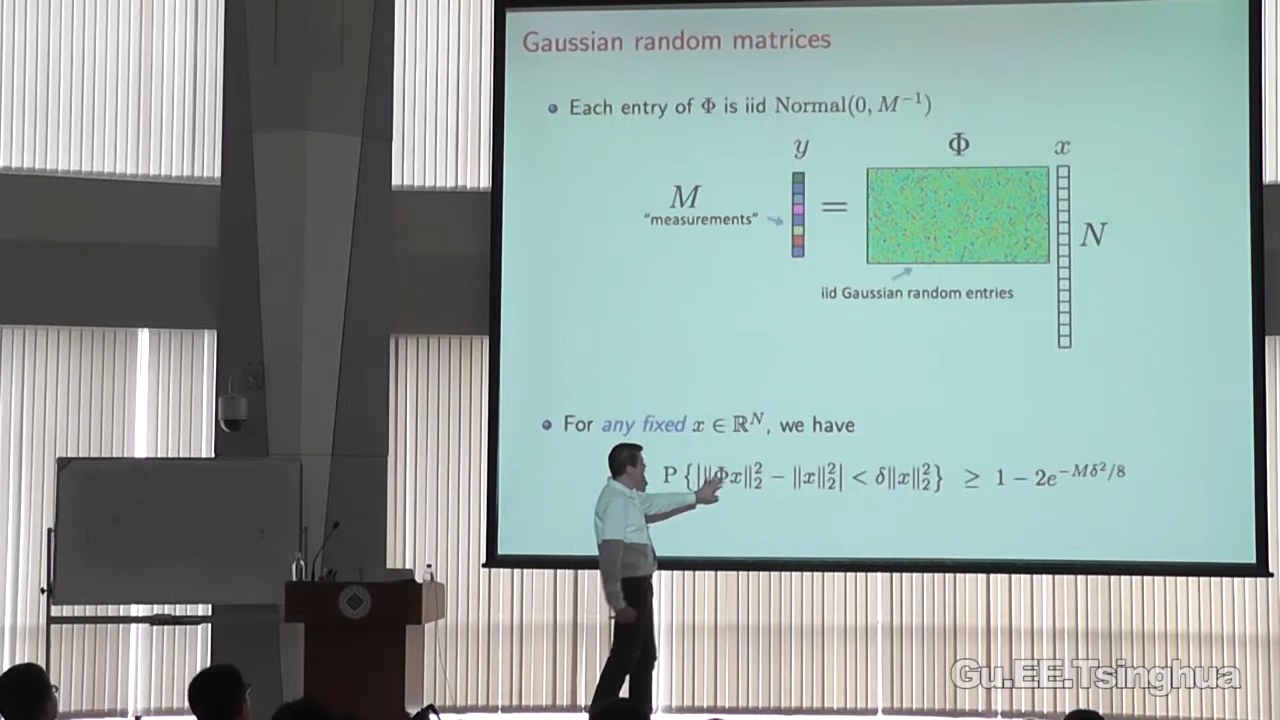 Gaussian random matrices
Each entry of Φ is iid Normal(0, M⁻¹)
y
Φ
x
M
"measurements"
=
N
iid Gaussian random entries
For any fixed x ∈ ℝᴺ, we have
P {|‖Φx‖₂² − ‖x‖₂²| < δ‖x‖₂²} ≥ 1 − 2e^{−Mδ²/8}
Gu.EE.Tsinghua